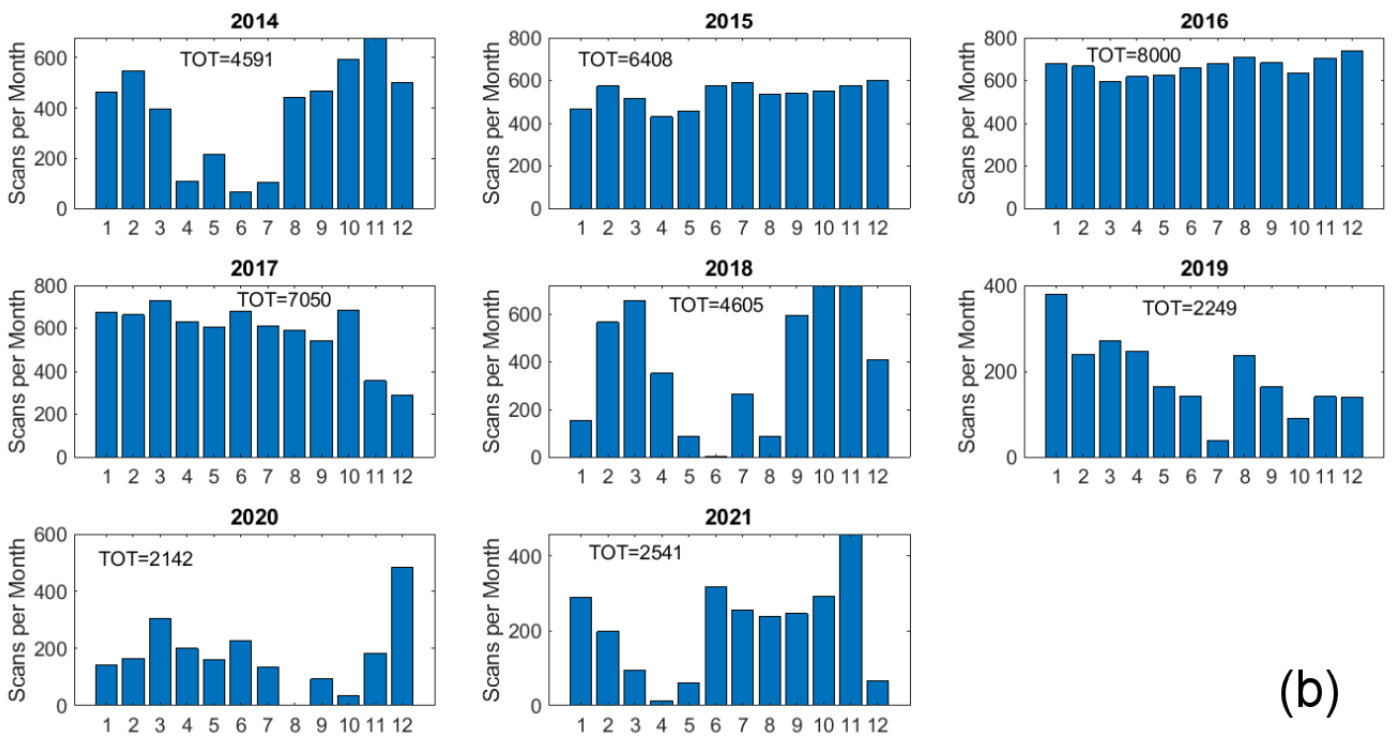 2014
Scans per Month
600
400
200
0
TOT=4591
1 2 3 4 5 6 7 8 9 10 11 12
2015
Scans per Month
800
600
400
200
0
TOT=6408
1 2 3 4 5 6 7 8 9 10 11 12
2016
Scans per Month
800
600
400
200
0
TOT=8000
1 2 3 4 5 6 7 8 9 10 11 12
2017
Scans per Month
800
600
400
200
0
TOT=7050
1 2 3 4 5 6 7 8 9 10 11 12
2018
Scans per Month
600
400
200
0
TOT=4605
1 2 3 4 5 6 7 8 9 10 11 12
2019
Scans per Month
400
200
0
TOT=2249
1 2 3 4 5 6 7 8 9 10 11 12
2020
Scans per Month
600
400
200
0
TOT=2142
1 2 3 4 5 6 7 8 9 10 11 12
2021
Scans per Month
400
200
0
TOT=2541
1 2 3 4 5 6 7 8 9 10 11 12
(b)